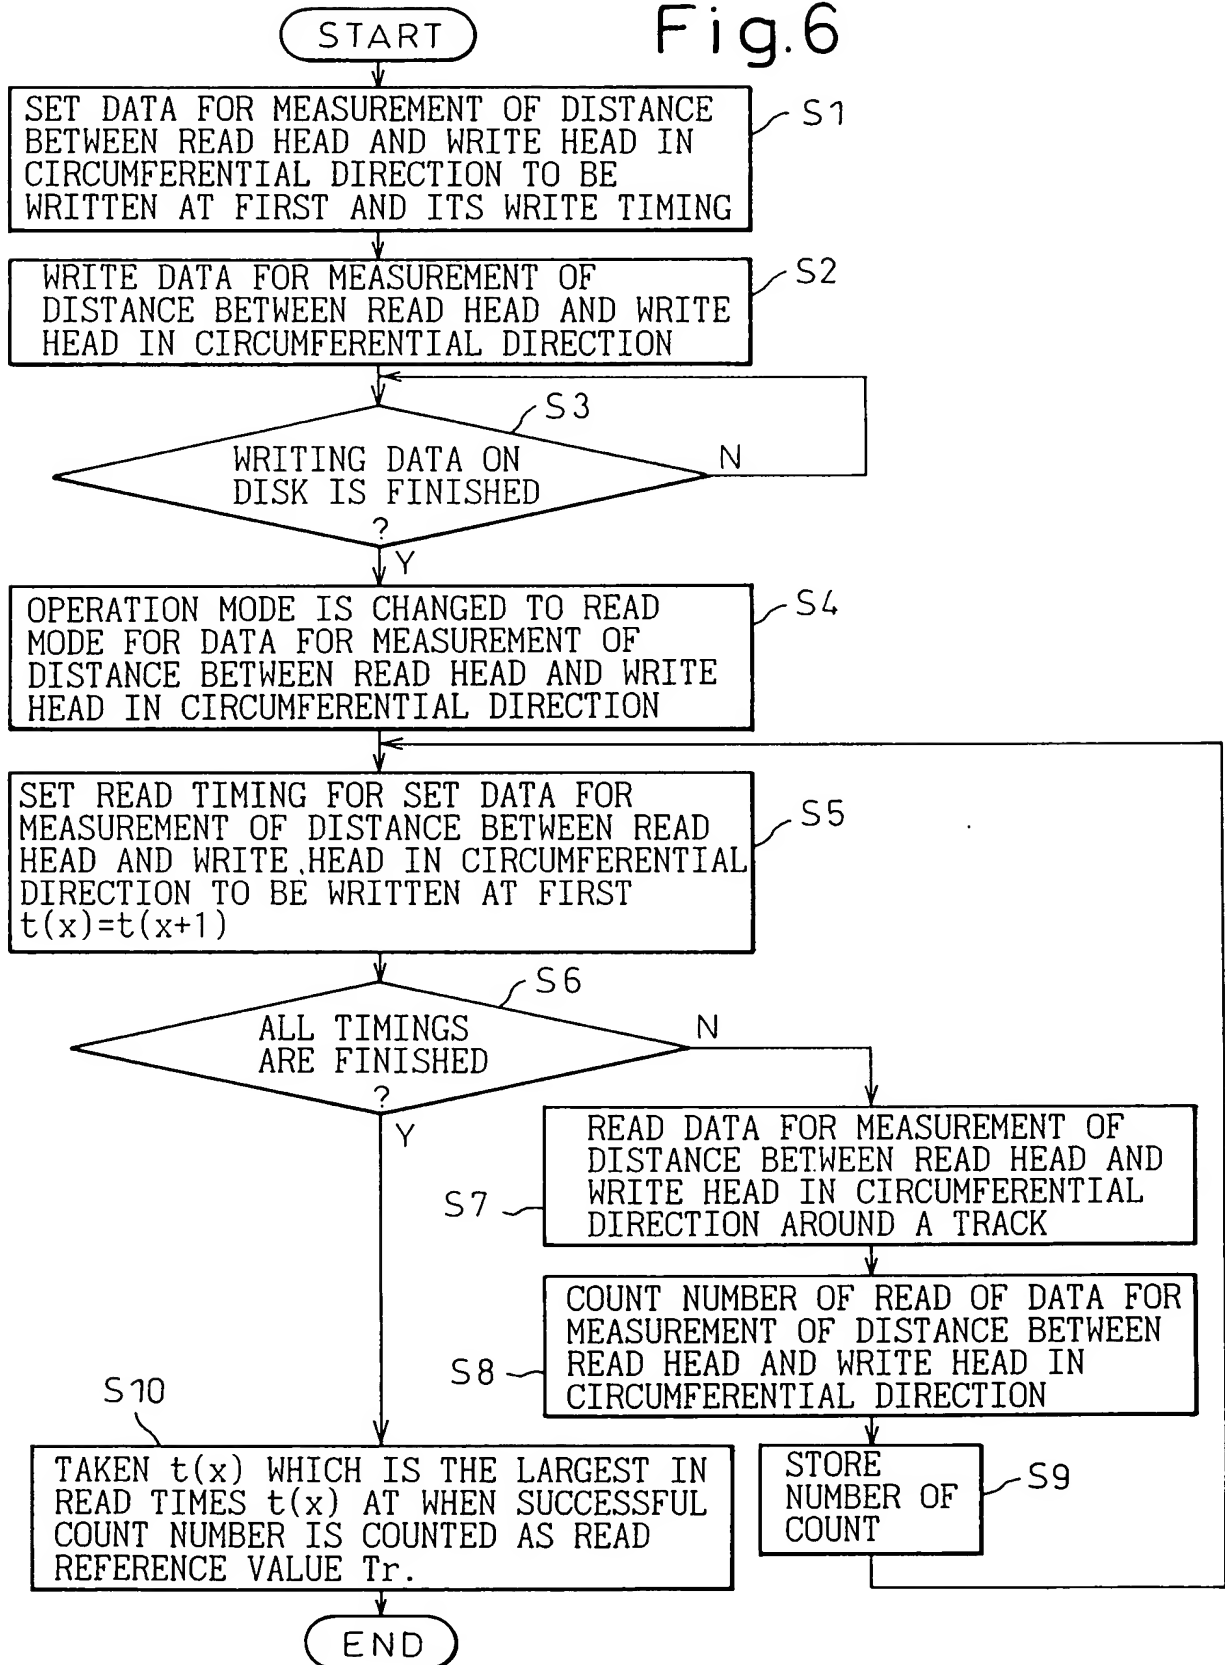 Fig.6
START
SET DATA FOR MEASUREMENT OF DISTANCE
BETWEEN READ HEAD AND WRITE HEAD IN
CIRCUMFERENTIAL DIRECTION TO BE
WRITTEN AT FIRST AND ITS WRITE TIMING
S1
WRITE DATA FOR MEASUREMENT OF
DISTANCE BETWEEN READ HEAD AND WRITE
HEAD IN CIRCUMFERENTIAL DIRECTION
S2
S3
WRITING DATA ON
DISK IS FINISHED
?
N
Y
OPERATION MODE IS CHANGED TO READ
MODE FOR DATA FOR MEASUREMENT OF
DISTANCE BETWEEN READ HEAD AND WRITE
HEAD IN CIRCUMFERENTIAL DIRECTION
S4
SET READ TIMING FOR SET DATA FOR
MEASUREMENT OF DISTANCE BETWEEN READ
HEAD AND WRITE HEAD IN CIRCUMFERENTIAL
DIRECTION TO BE WRITTEN AT FIRST
t(x)=t(x+1)
S5
S6
ALL TIMINGS
ARE FINISHED
?
N
Y
READ DATA FOR MEASUREMENT OF
DISTANCE BETWEEN READ HEAD AND
WRITE HEAD IN CIRCUMFERENTIAL
DIRECTION AROUND A TRACK
S7
COUNT NUMBER OF READ OF DATA FOR
MEASUREMENT OF DISTANCE BETWEEN
READ HEAD AND WRITE HEAD IN
CIRCUMFERENTIAL DIRECTION
S8
STORE
NUMBER OF
COUNT
S9
S10
TAKEN t(x) WHICH IS THE LARGEST IN
READ TIMES t(x) AT WHEN SUCCESSFUL
COUNT NUMBER IS COUNTED AS READ
REFERENCE VALUE Tr.
END